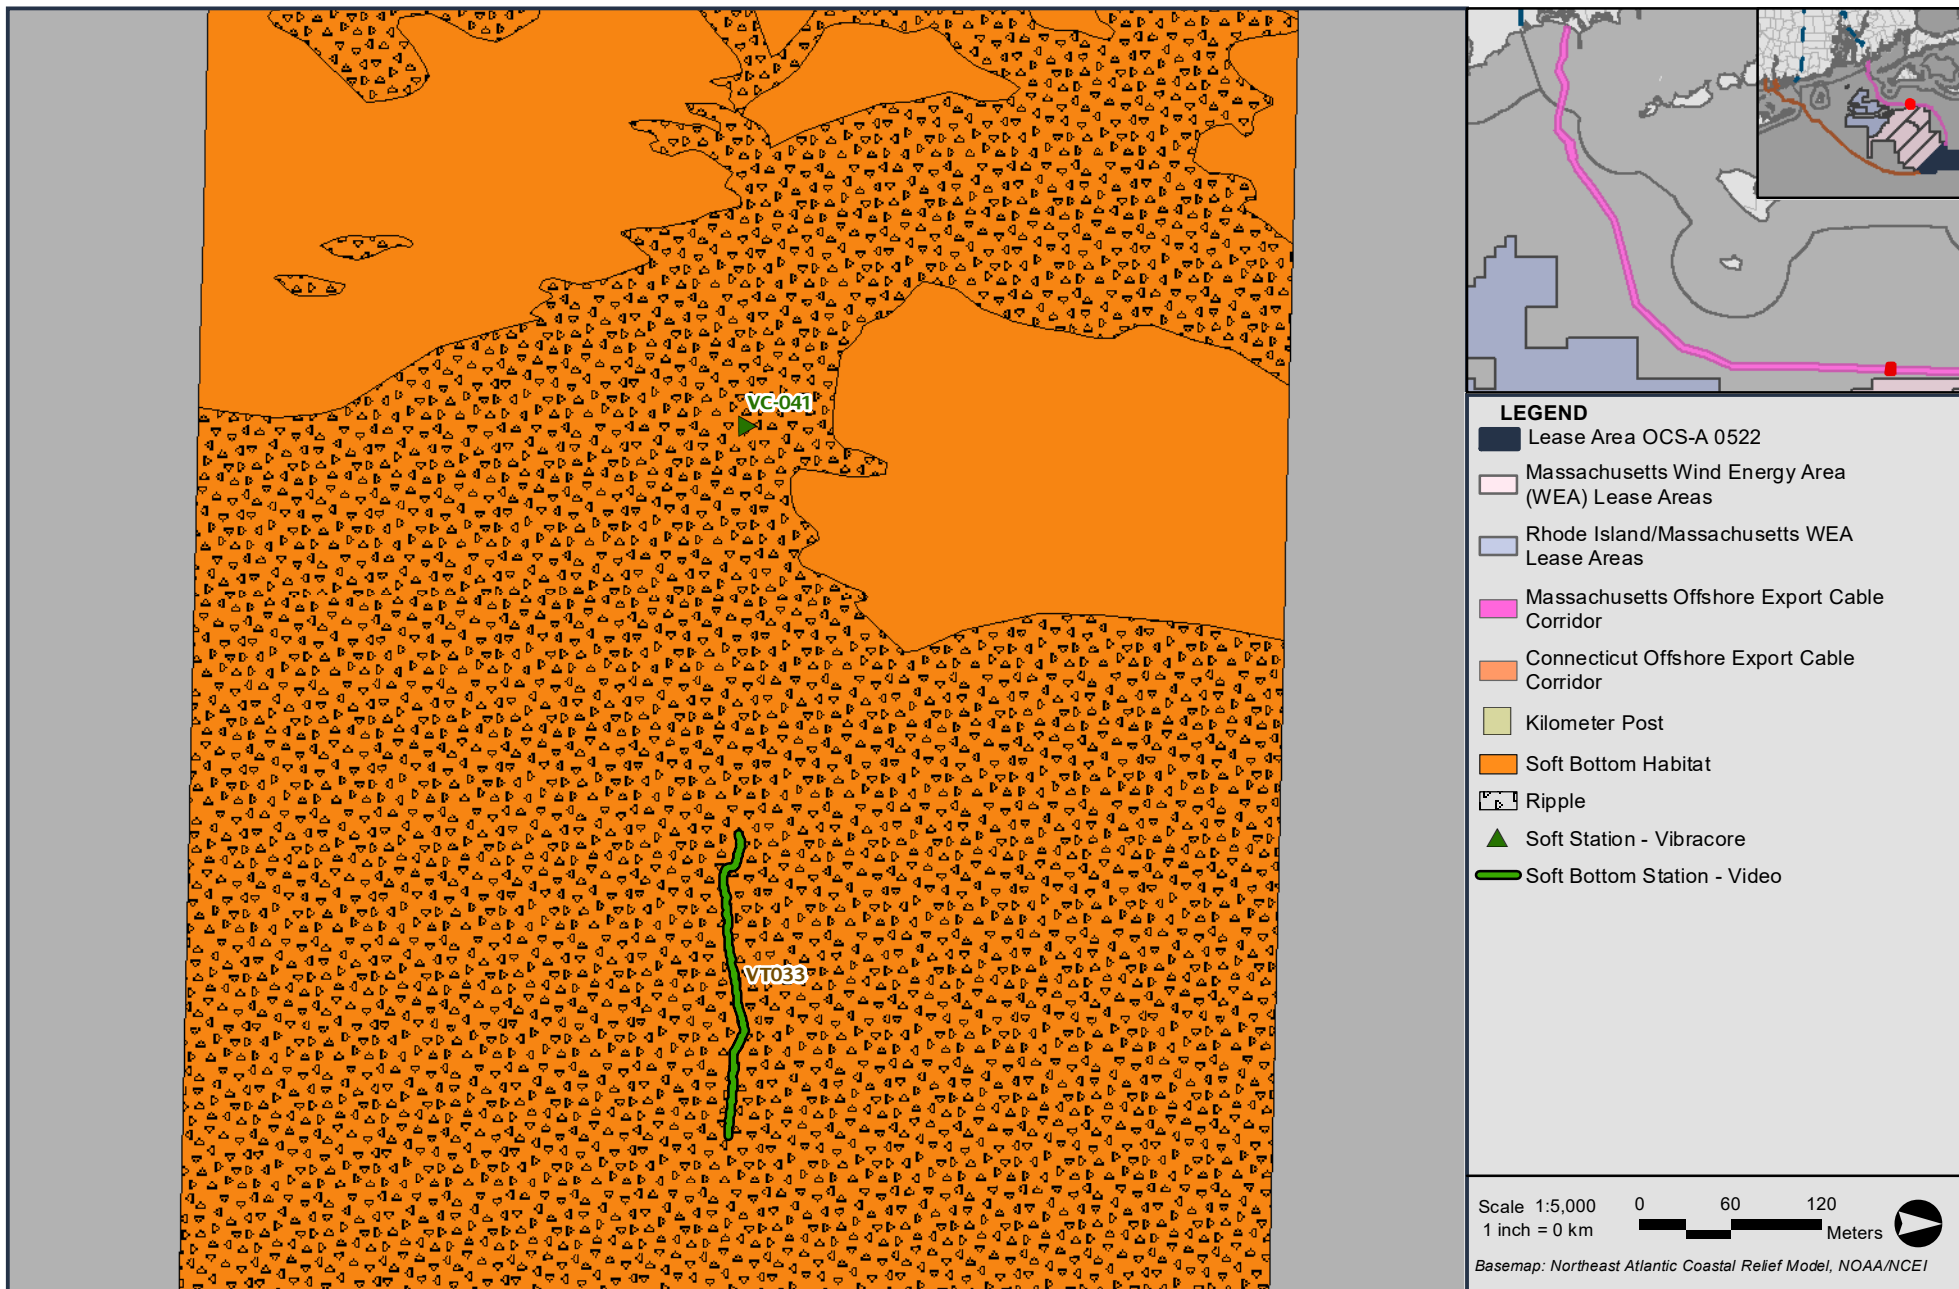 VC-041
VT033
LEGEND
Lease Area OCS-A 0522
Massachusetts Wind Energy Area
(WEA) Lease Areas
Rhode Island/Massachusetts WEA
Lease Areas
Massachusetts Offshore Export Cable
Corridor
Connecticut Offshore Export Cable
Corridor
Kilometer Post
Soft Bottom Habitat
Ripple
Soft Station - Vibracore
Soft Bottom Station - Video
Scale 1:5,000
1 inch = 0 km
0 60 120
Meters
Basemap: Northeast Atlantic Coastal Relief Model, NOAA/NCEI